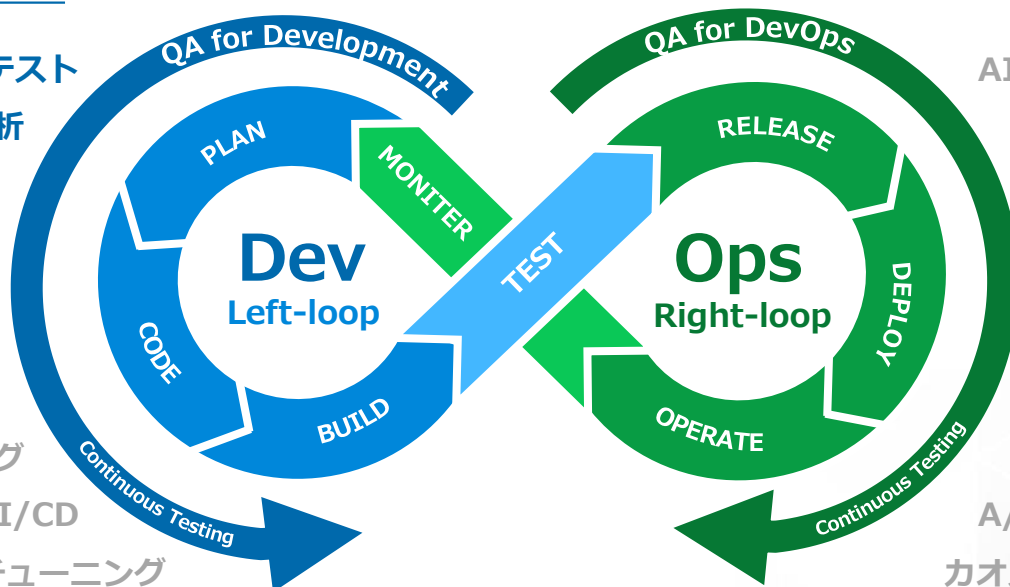 QA for Development
QA for DevOps
テスト
AI
析
PLAN
MONITER
RELEASE
TEST
Dev
Left-loop
Ops
Right-loop
DEPLOY
CODE
BUILD
OPERATE
Continuous Testing
Continuous Testing
グ
I/CD
A/
チューニング
カオ